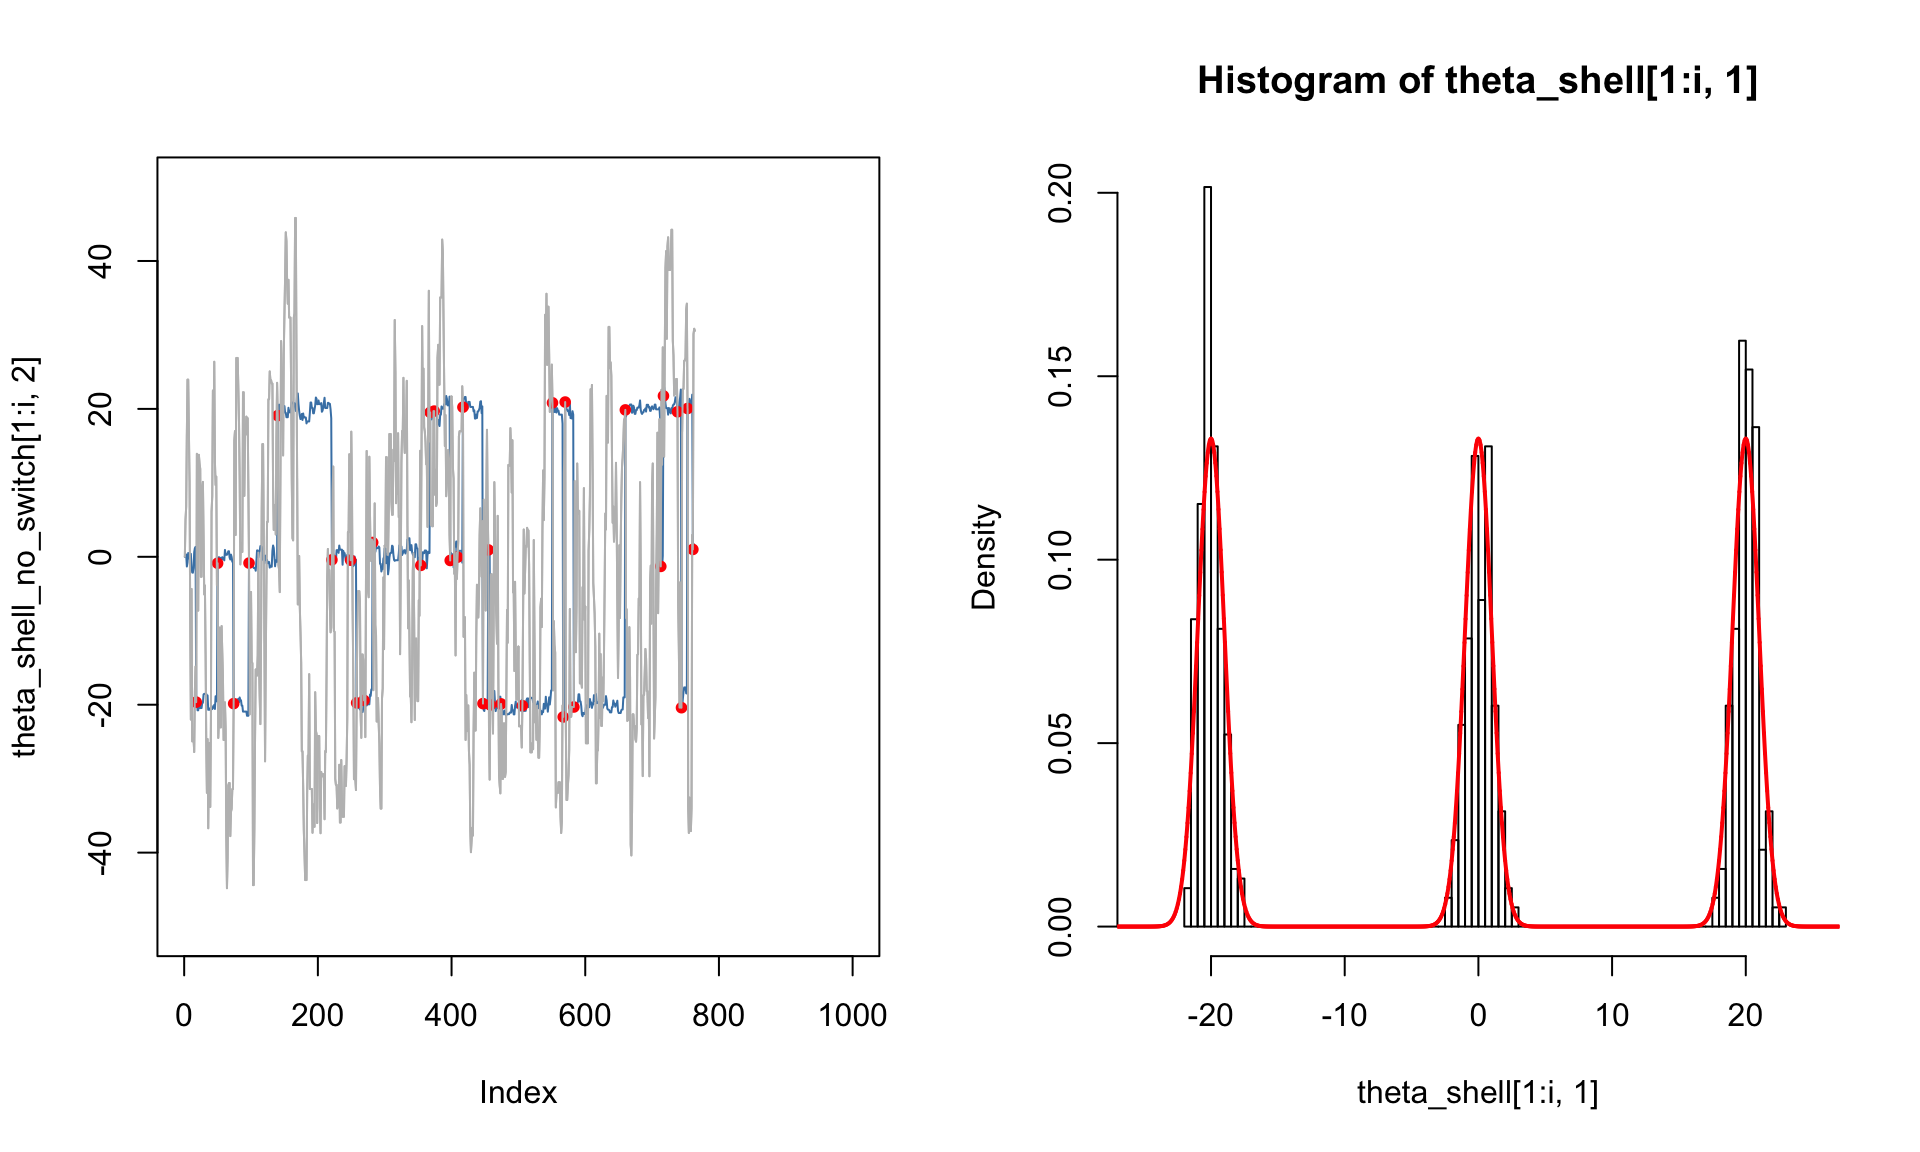 theta_shell_no_switch[1:i, 2]
40
20
0
-20
-40
0 200 400 600 800 1000
Index
Histogram of theta_shell[1:i, 1]
Density
0.20
0.15
0.10
0.05
0.00
-20 -10 0 10 20
theta_shell[1:i, 1]